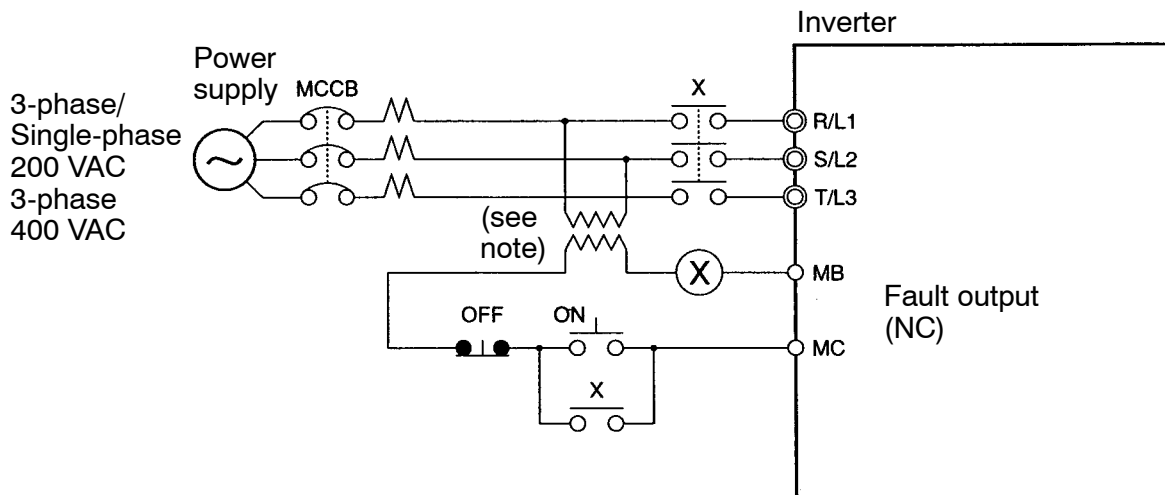 Inverter
Power
supply
MCCB
3-phase/
Single-phase
200 VAC
3-phase
400 VAC
X
R/L1
S/L2
T/L3
(see
note)
X
MB
Fault output
(NC)
OFF
ON
MC
X